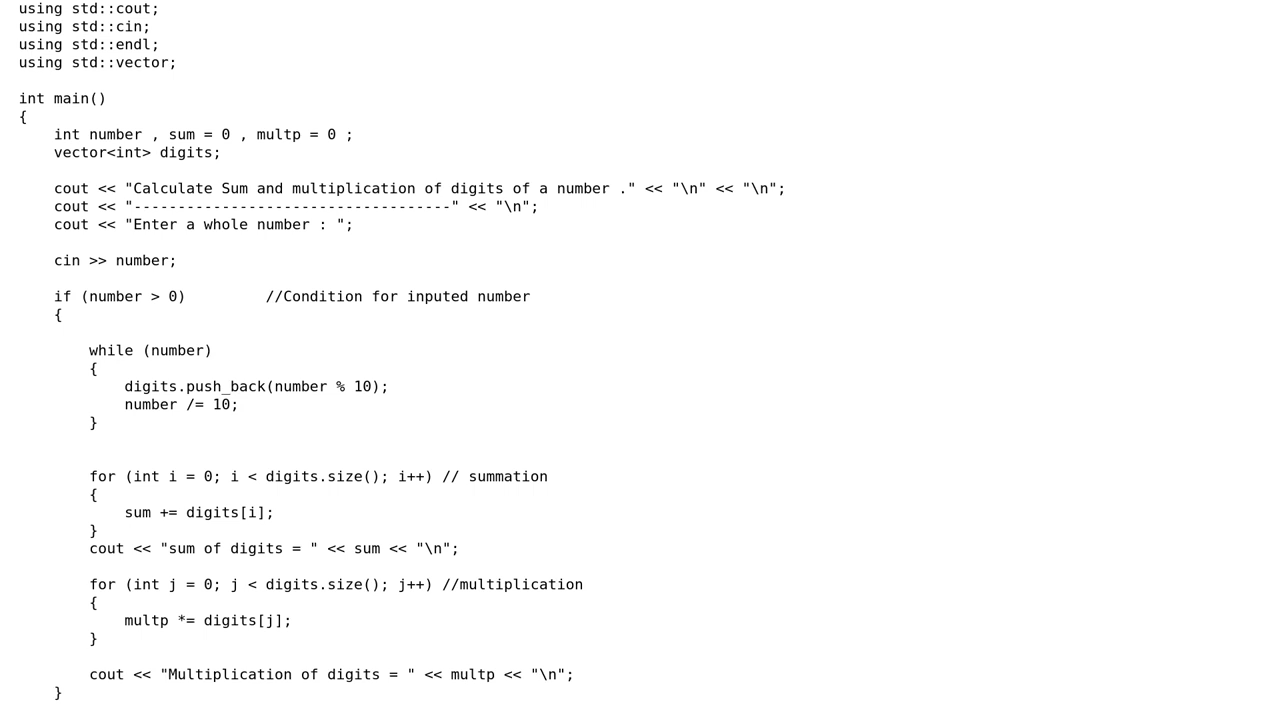 using std::cout;
using std::cin;
using std::endl;
using std::vector;
int main()
{
    int number , sum = 0 , multp = 0 ;
    vector<int> digits;
    cout << "Calculate Sum and multiplication of digits of a number ." << "\n" << "\n";
    cout << "------------------------------------" << "\n";
    cout << "Enter a whole number : ";
    cin >> number;
    if (number > 0)         //Condition for inputed number
    {
        while (number)
        {
            digits.push_back(number % 10);
            number /= 10;
        }
        for (int i = 0; i < digits.size(); i++) // summation
        {
            sum += digits[i];
        }
        cout << "sum of digits = " << sum << "\n";
        for (int j = 0; j < digits.size(); j++) //multiplication
        {
            multp *= digits[j];
        }
        cout << "Multiplication of digits = " << multp << "\n";
    }